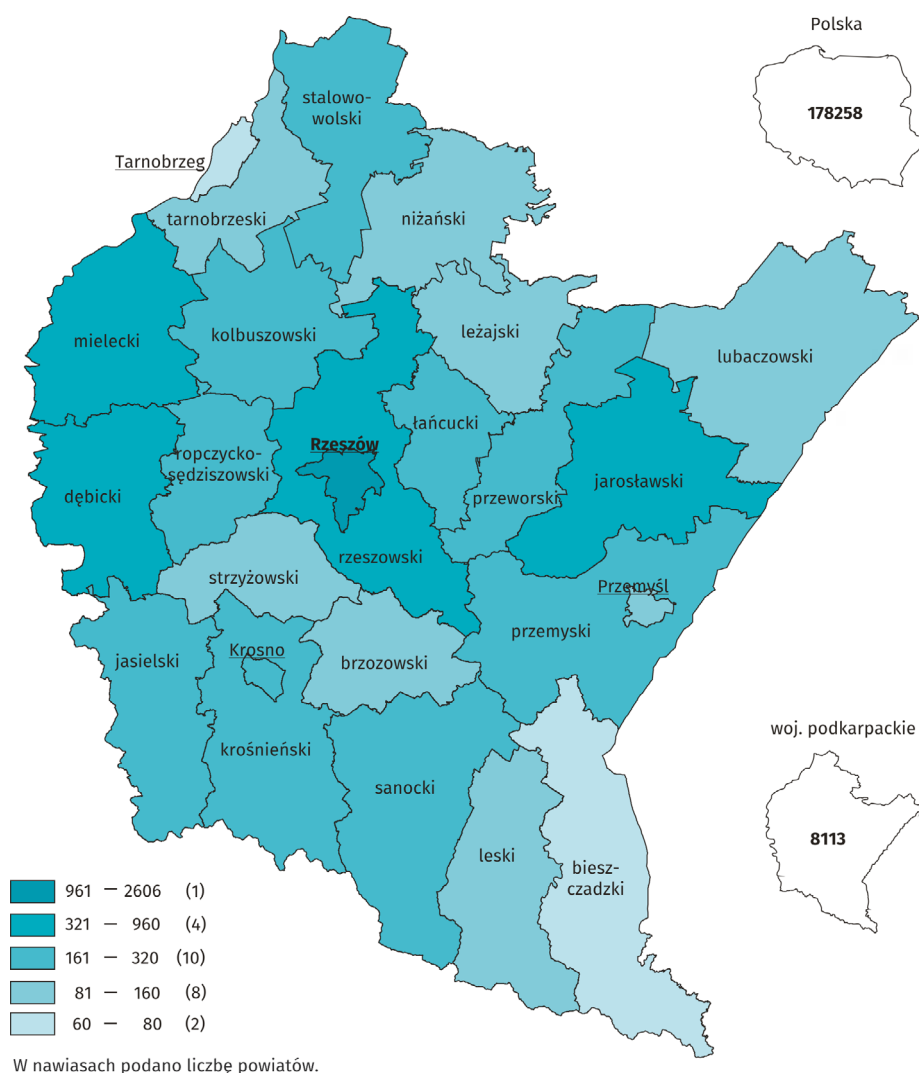 Polska
178258
stalowo-
wolski
Tarnobrzeg
tarnobrzeski
niżański
mielecki
kolbuszowski
leżajski
lubaczowski
łańcucki
Rzeszów
ropczycko-
sędziszowski
dębicki
przeworski
jarosławski
rzeszowski
strzyżowski
Przemyśl
przemyski
Krosno
jasielski
brzozowski
krośnieński
sanocki
woj. podkarpackie
8113
leski
biesz-
czadzki
961 – 2606 (1)
321 – 960 (4)
161 – 320 (10)
81 – 160 (8)
60 – 80 (2)
W nawiasach podano liczbę powiatów.